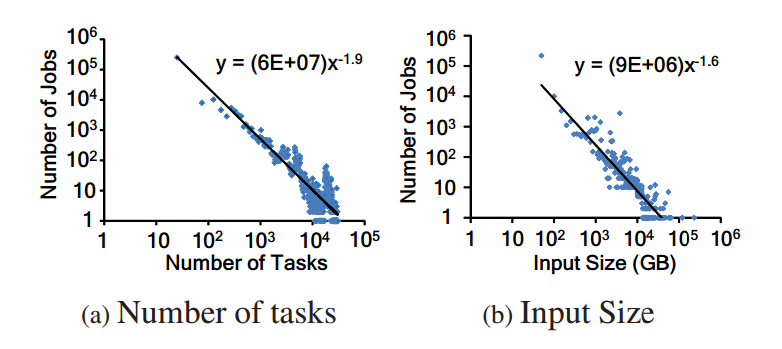 Number of Jobs
10⁶
10⁵
10⁴
10³
10²
10
1
y = (6E+07)x⁻¹·⁹
1 10 10² 10³ 10⁴ 10⁵
Number of Tasks
(a) Number of tasks
Number of Jobs
10⁶
10⁵
10⁴
10³
10²
10
1
y = (9E+06)x⁻¹·⁶
1 10 10² 10³ 10⁴ 10⁵ 10⁶
Input Size (GB)
(b) Input Size